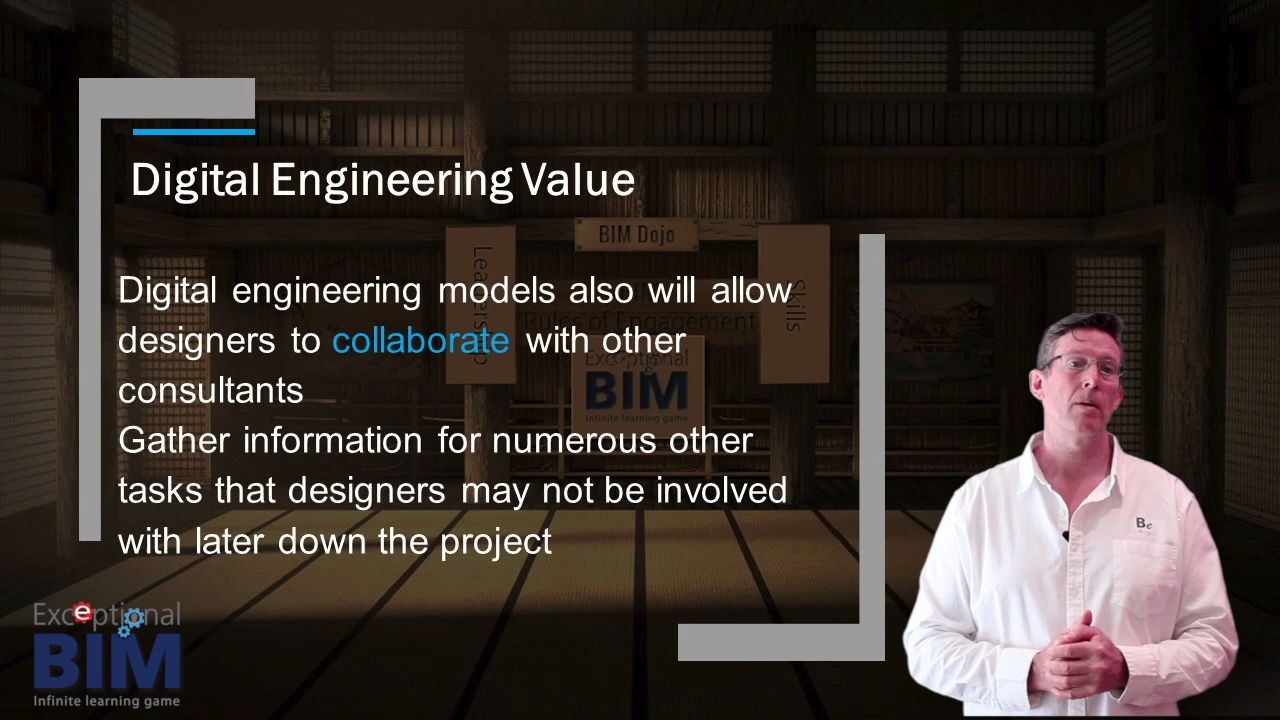 Digital Engineering Value
BIM Dojo
Leadership
Skills
Digital engineering models also will allow
designers to collaborate with other
consultants
Gather information for numerous other
tasks that designers may not be involved
with later down the project
Rules of Engagement
Exceptional
BIM
Infinite learning game
Be
Exceptional
BIM
Infinite learning game